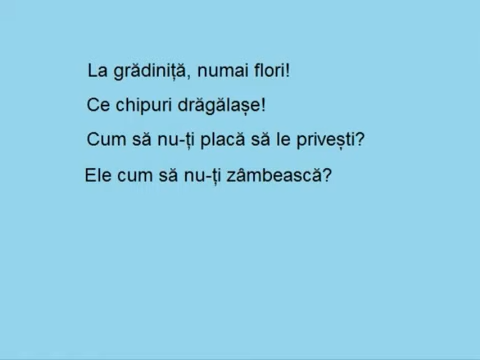 La grădiniță, numai flori!
Ce chipuri drăgălașe!
Cum să nu-ți placă să le privești?
Ele cum să nu-ți zâmbească?